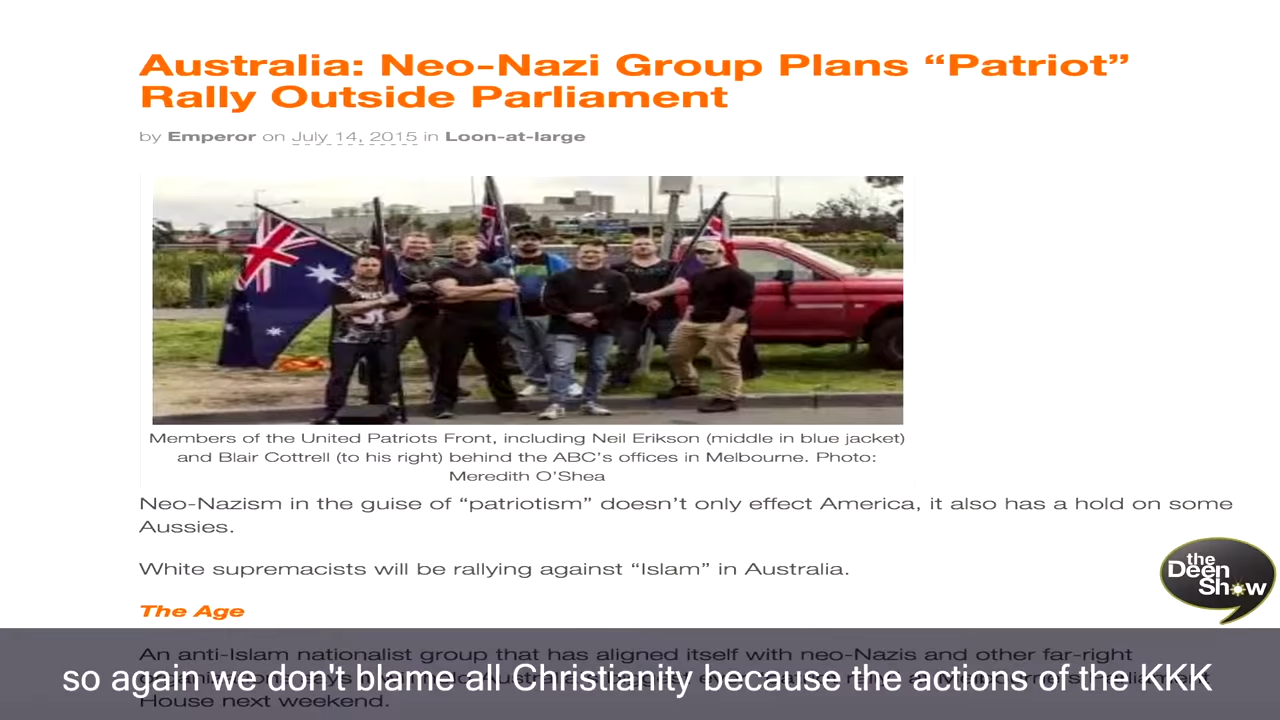 Australia: Neo-Nazi Group Plans “Patriot”
Rally Outside Parliament
by Emperor on July 14, 2015 in Loon-at-large
Members of the United Patriots Front, including Neil Erikson (middle in blue jacket)
and Blair Cottrell (to his right) behind the ABC’s offices in Melbourne. Photo:
Meredith O’Shea
Neo-Nazism in the guise of “patriotism” doesn’t only effect America, it also has a hold on some
Aussies.
White supremacists will be rallying against “Islam” in Australia.
the
Deen
Show
The Age
An anti-Islam nationalist group that has aligned itself with neo-Nazis and other far-right
so again we don't blame all Christianity because the actions of the KKK
House next weekend.